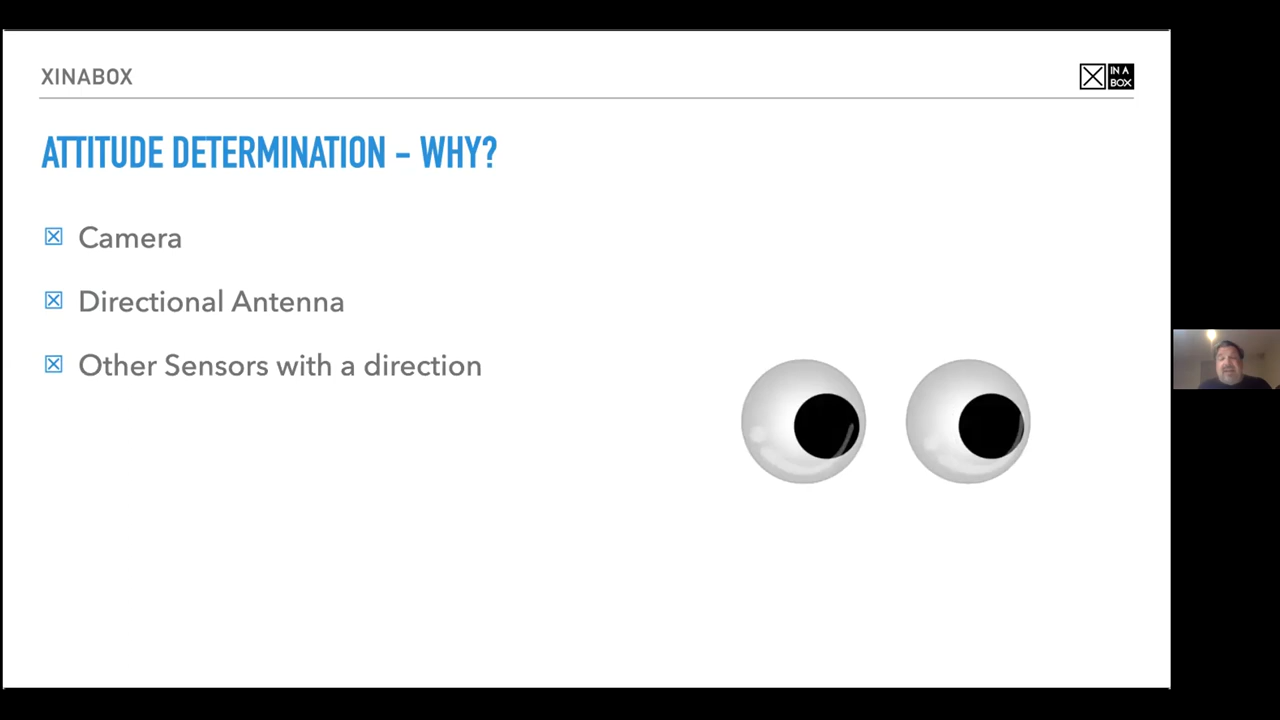 XINABOX
IN A
BOX
ATTITUDE DETERMINATION – WHY?
Camera
Directional Antenna
Other Sensors with a direction